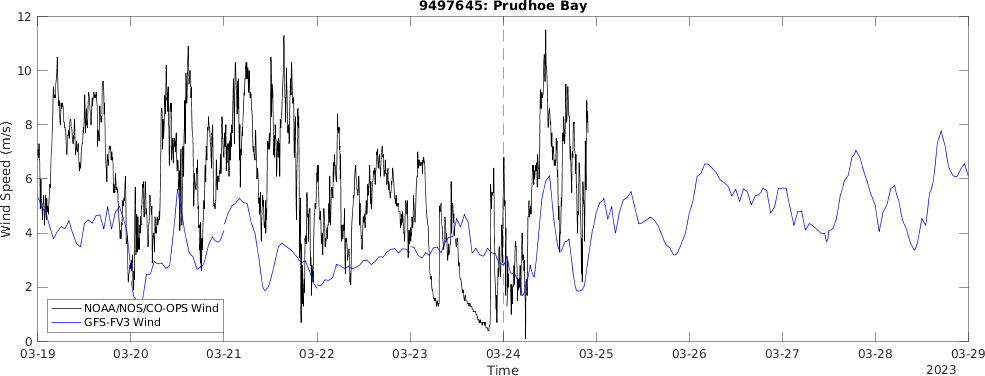 9497645: Prudhoe Bay
Wind Speed (m/s)
12
10
8
6
4
2
0
NOAA/NOS/CO-OPS Wind
GFS-FV3 Wind
03-19 03-20 03-21 03-22 03-23 03-24 03-25 03-26 03-27 03-28 03-29
Time
2023